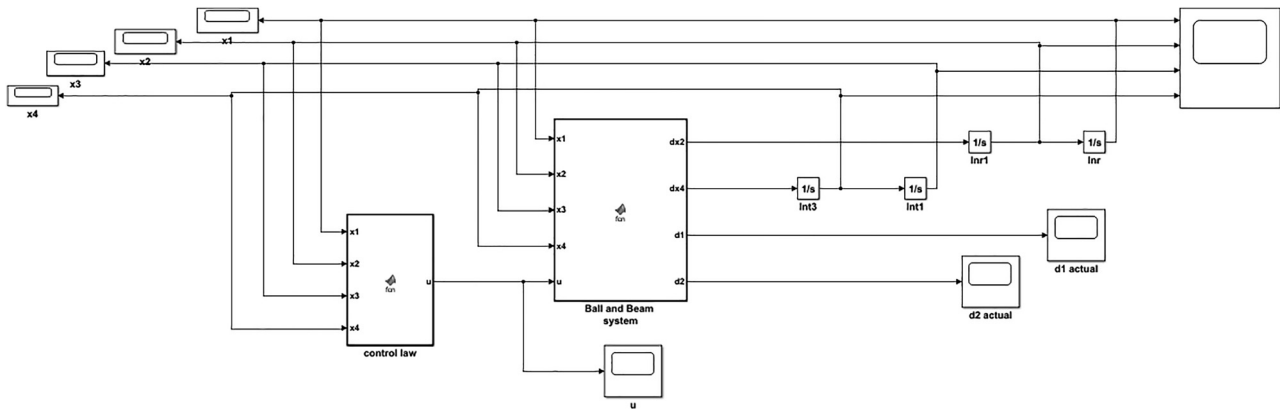 x1
x2
x3
x4
x1
x2
x3
x4
u
fcn
dx2
dx4
d1
d2
Ball and Beam
system
1/s
Inr1
1/s
Inr
1/s
Int3
1/s
Int1
d1 actual
d2 actual
x1
x2
x3
x4
fcn
u
control law
u